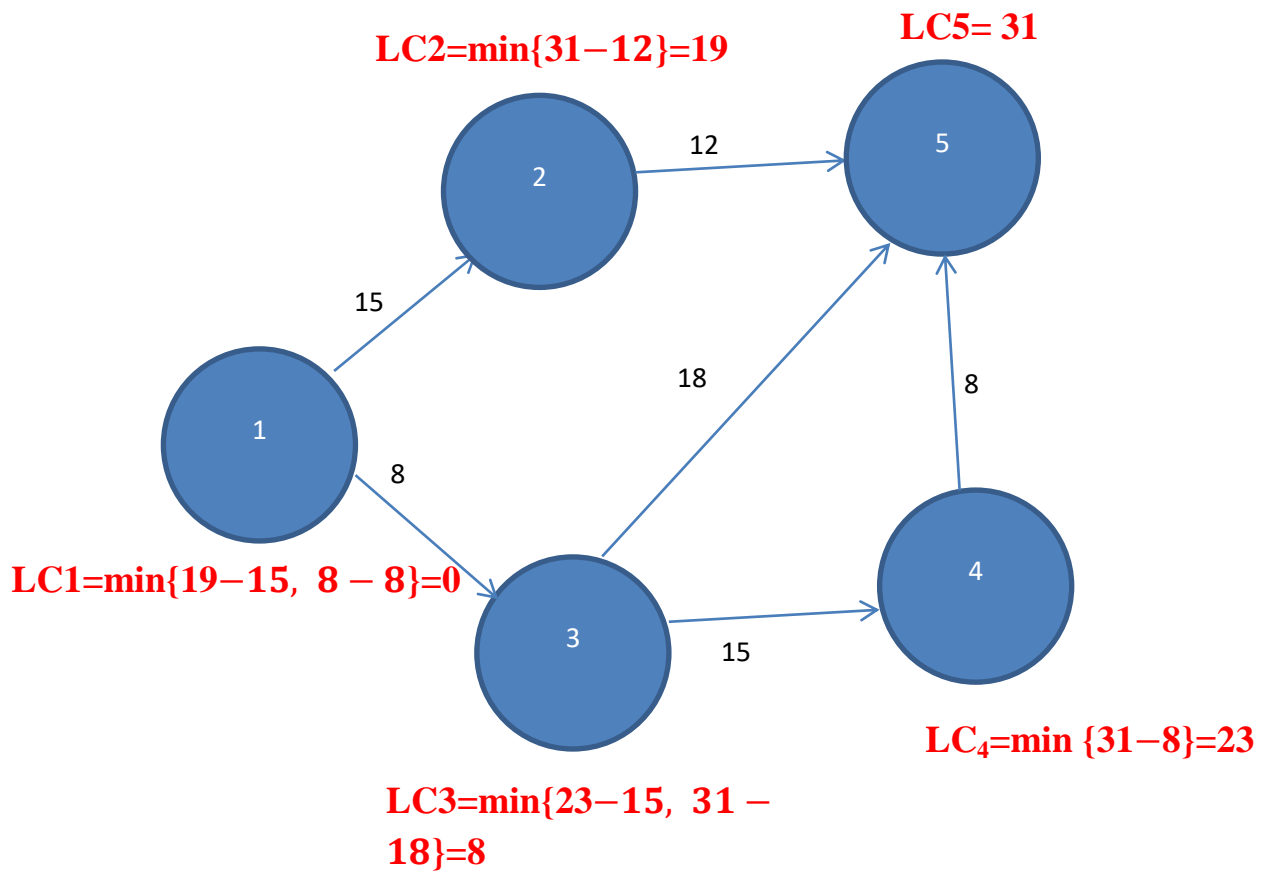 LC5= 31
LC2=min{31−12}=19
12
5
2
15
18
8
1
8
LC1=min{19−15, 8 − 8}=0
4
3
15
LC₄=min {31−8}=23
LC3=min{23−15, 31 −
18}=8